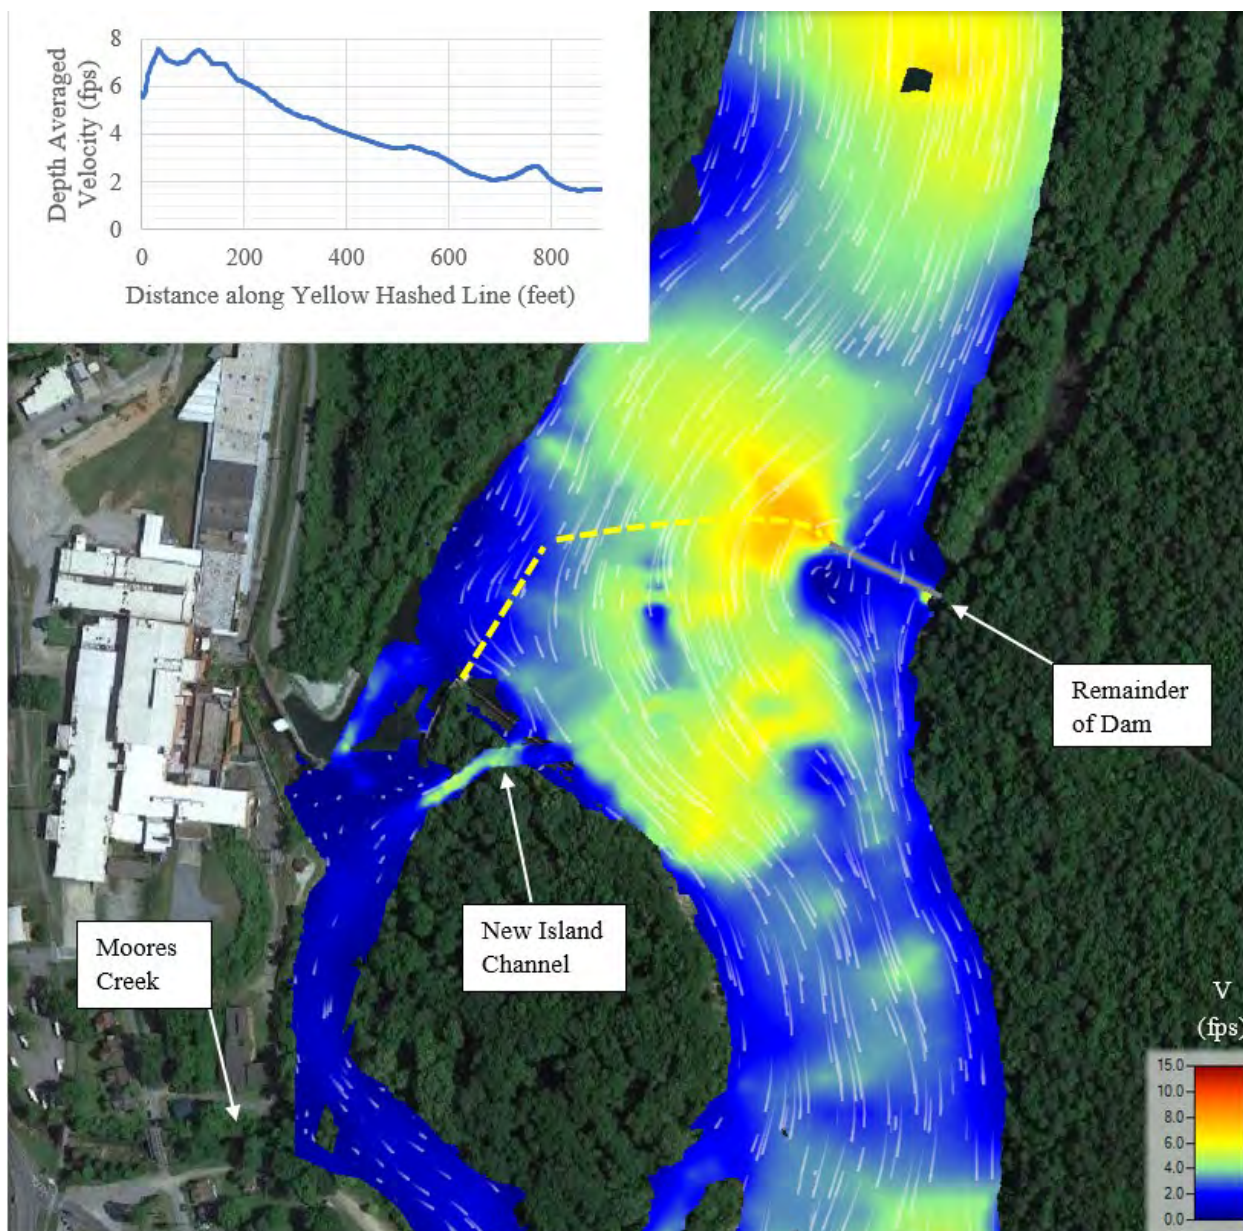 8
6
4
2
0
Depth Averaged
Velocity (fps)
0 200 400 600 800
Distance along Yellow Hashed Line (feet)
Remainder
of Dam
New Island
Channel
Moores
Creek
V
(fps)
15.0
10.0
8.0
6.0
4.0
2.0
0.0